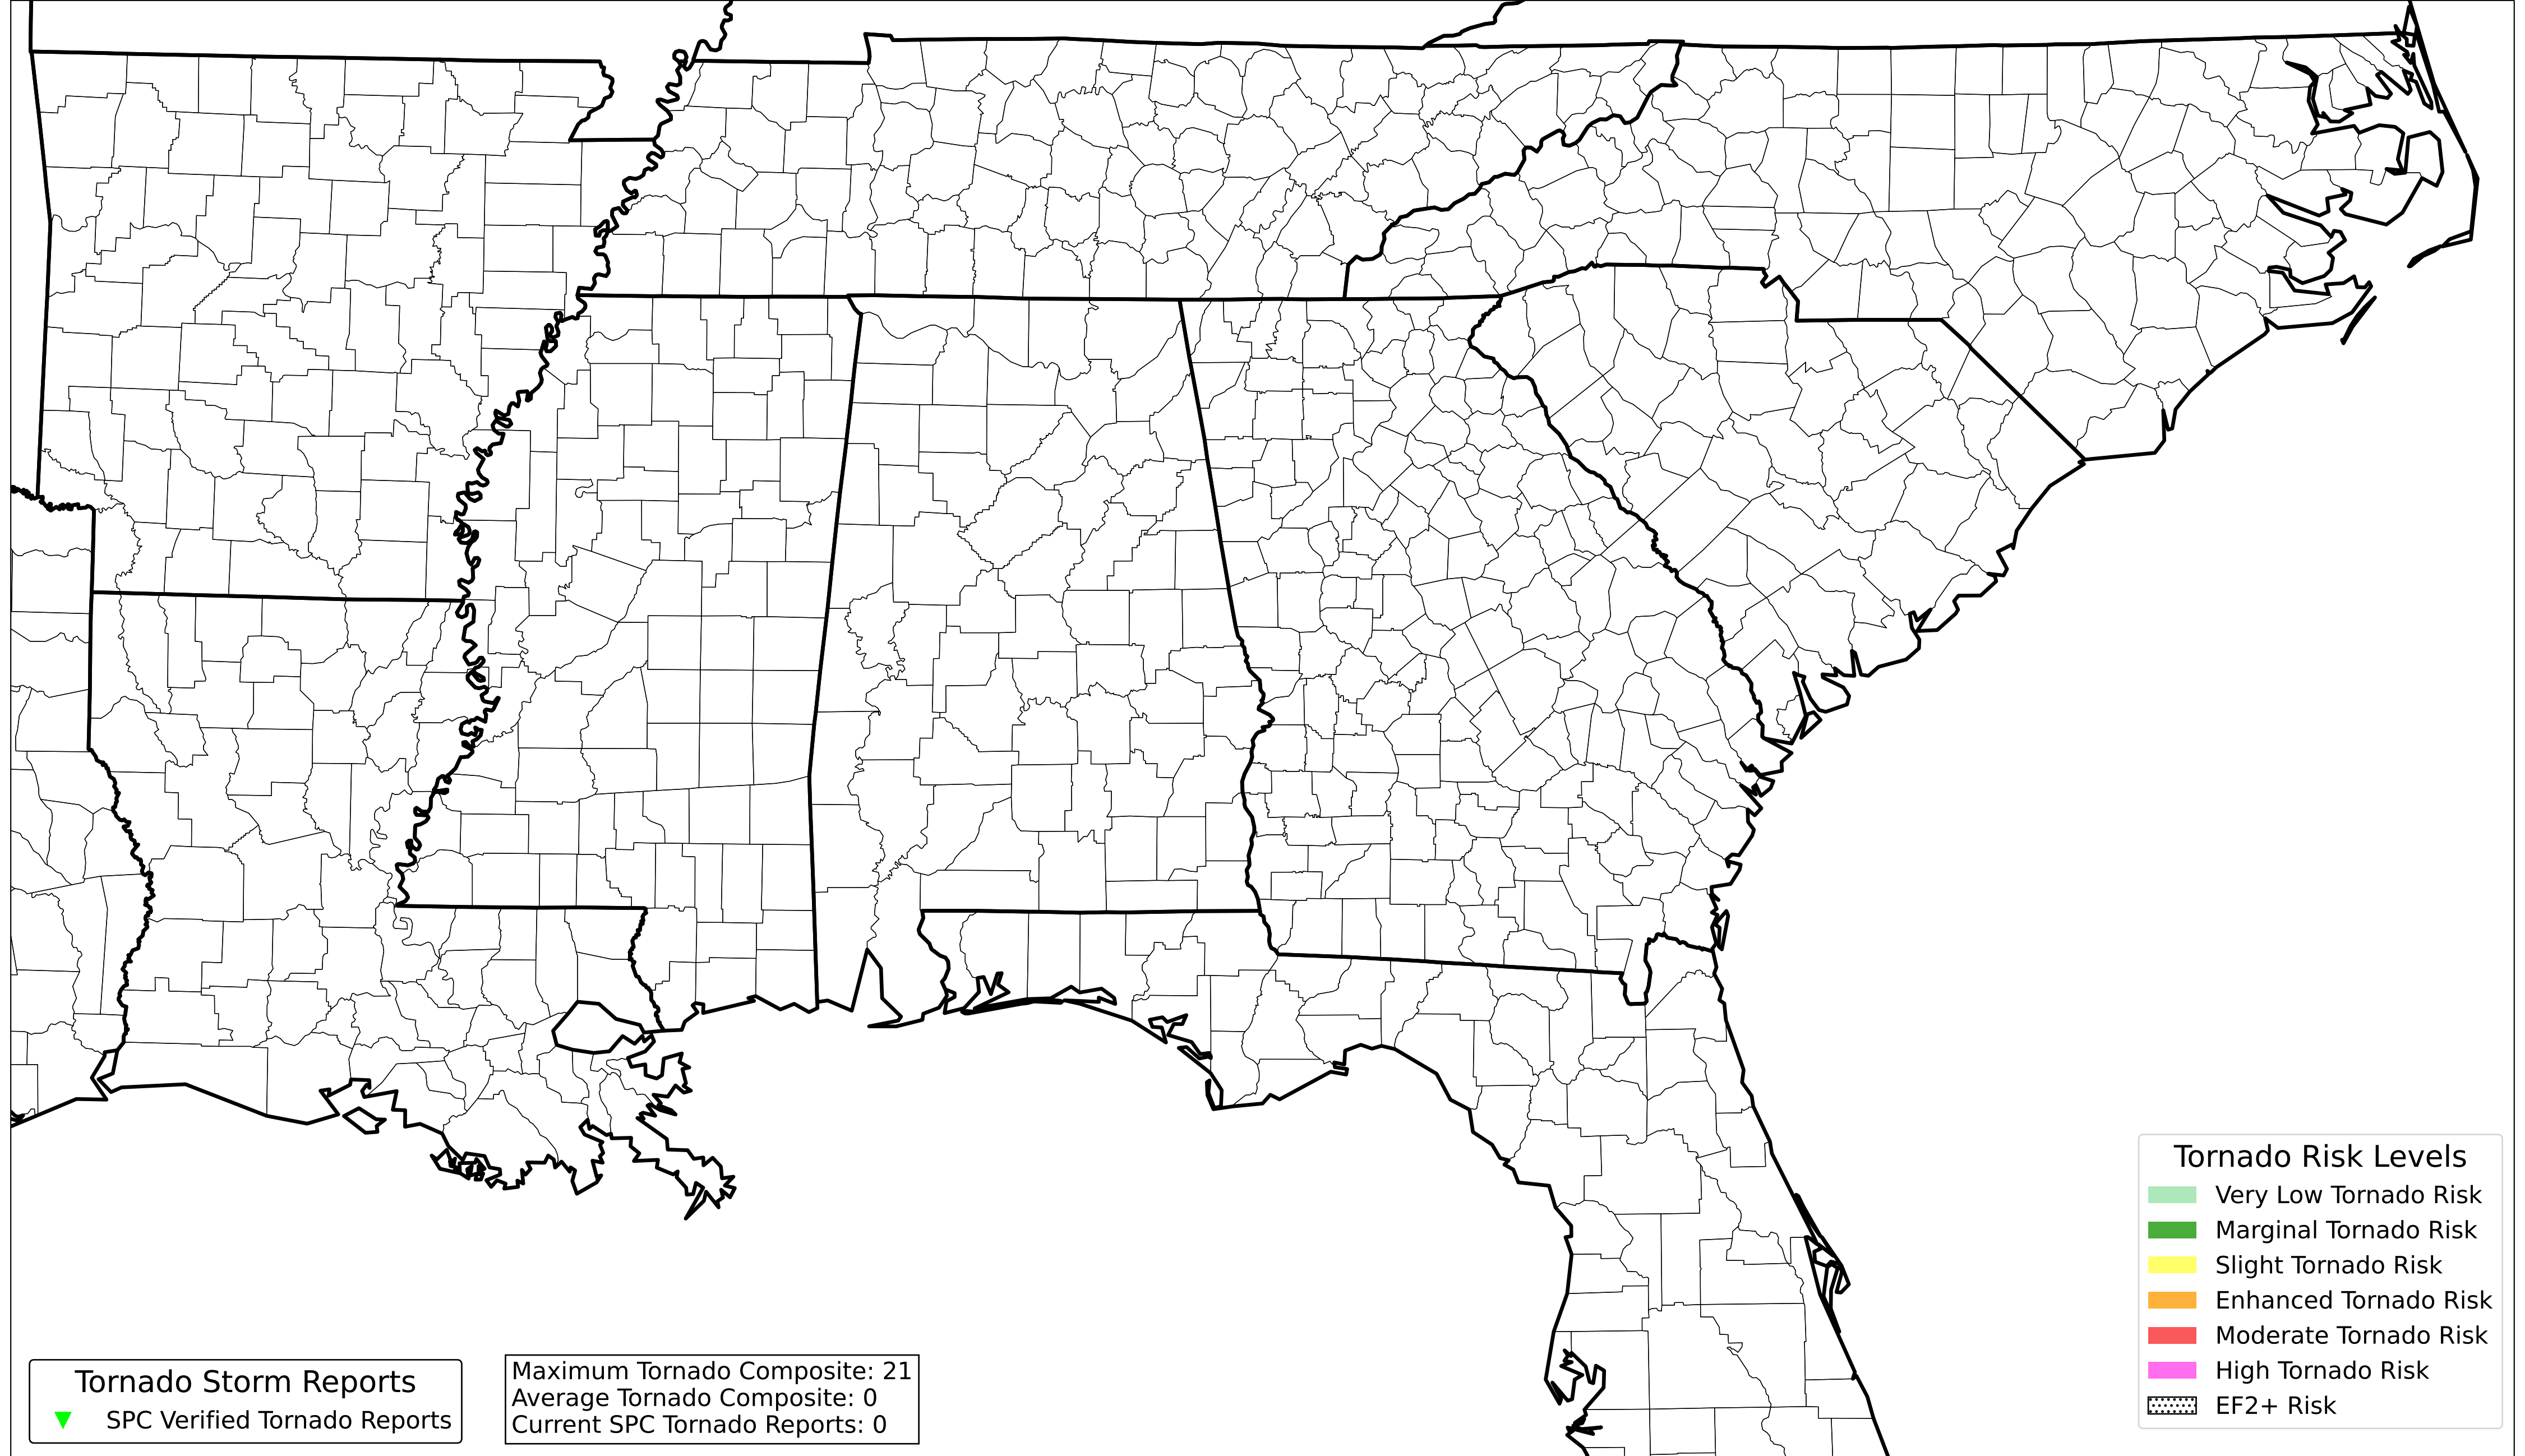 Tornado Risk Levels
Very Low Tornado Risk
Marginal Tornado Risk
Slight Tornado Risk
Enhanced Tornado Risk
Moderate Tornado Risk
High Tornado Risk
EF2+ Risk
Tornado Storm Reports
SPC Verified Tornado Reports
Maximum Tornado Composite: 21
Average Tornado Composite: 0
Current SPC Tornado Reports: 0